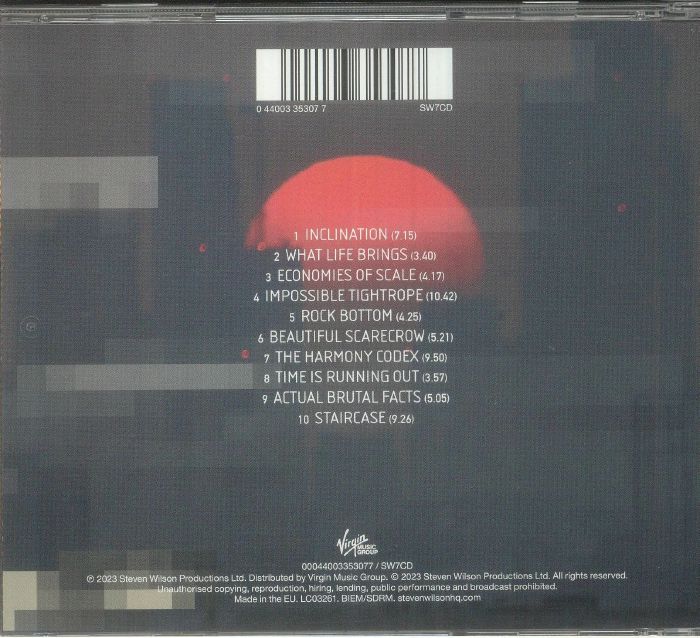 0 44003 35307 7 SW7CD
1 INCLINATION (7.15)
2 WHAT LIFE BRINGS (3.40)
3 ECONOMIES OF SCALE (4.17)
4 IMPOSSIBLE TIGHTROPE (10.42)
5 ROCK BOTTOM (4.25)
6 BEAUTIFUL SCARECROW (5.21)
7 THE HARMONY CODEX (9.50)
8 TIME IS RUNNING OUT (3.57)
9 ACTUAL BRUTAL FACTS (5.05)
10 STAIRCASE (9.26)
Virgin
MUSIC
GROUP
00044003353077 / SW7CD
℗ 2023 Steven Wilson Productions Ltd. Distributed by Virgin Music Group. © 2023 Steven Wilson Productions Ltd. All rights reserved.
Unauthorised copying, reproduction, hiring, lending, public performance and broadcast prohibited.
Made in the EU. LC03261. BIEM/SDRM. stevenwilsonhq.com